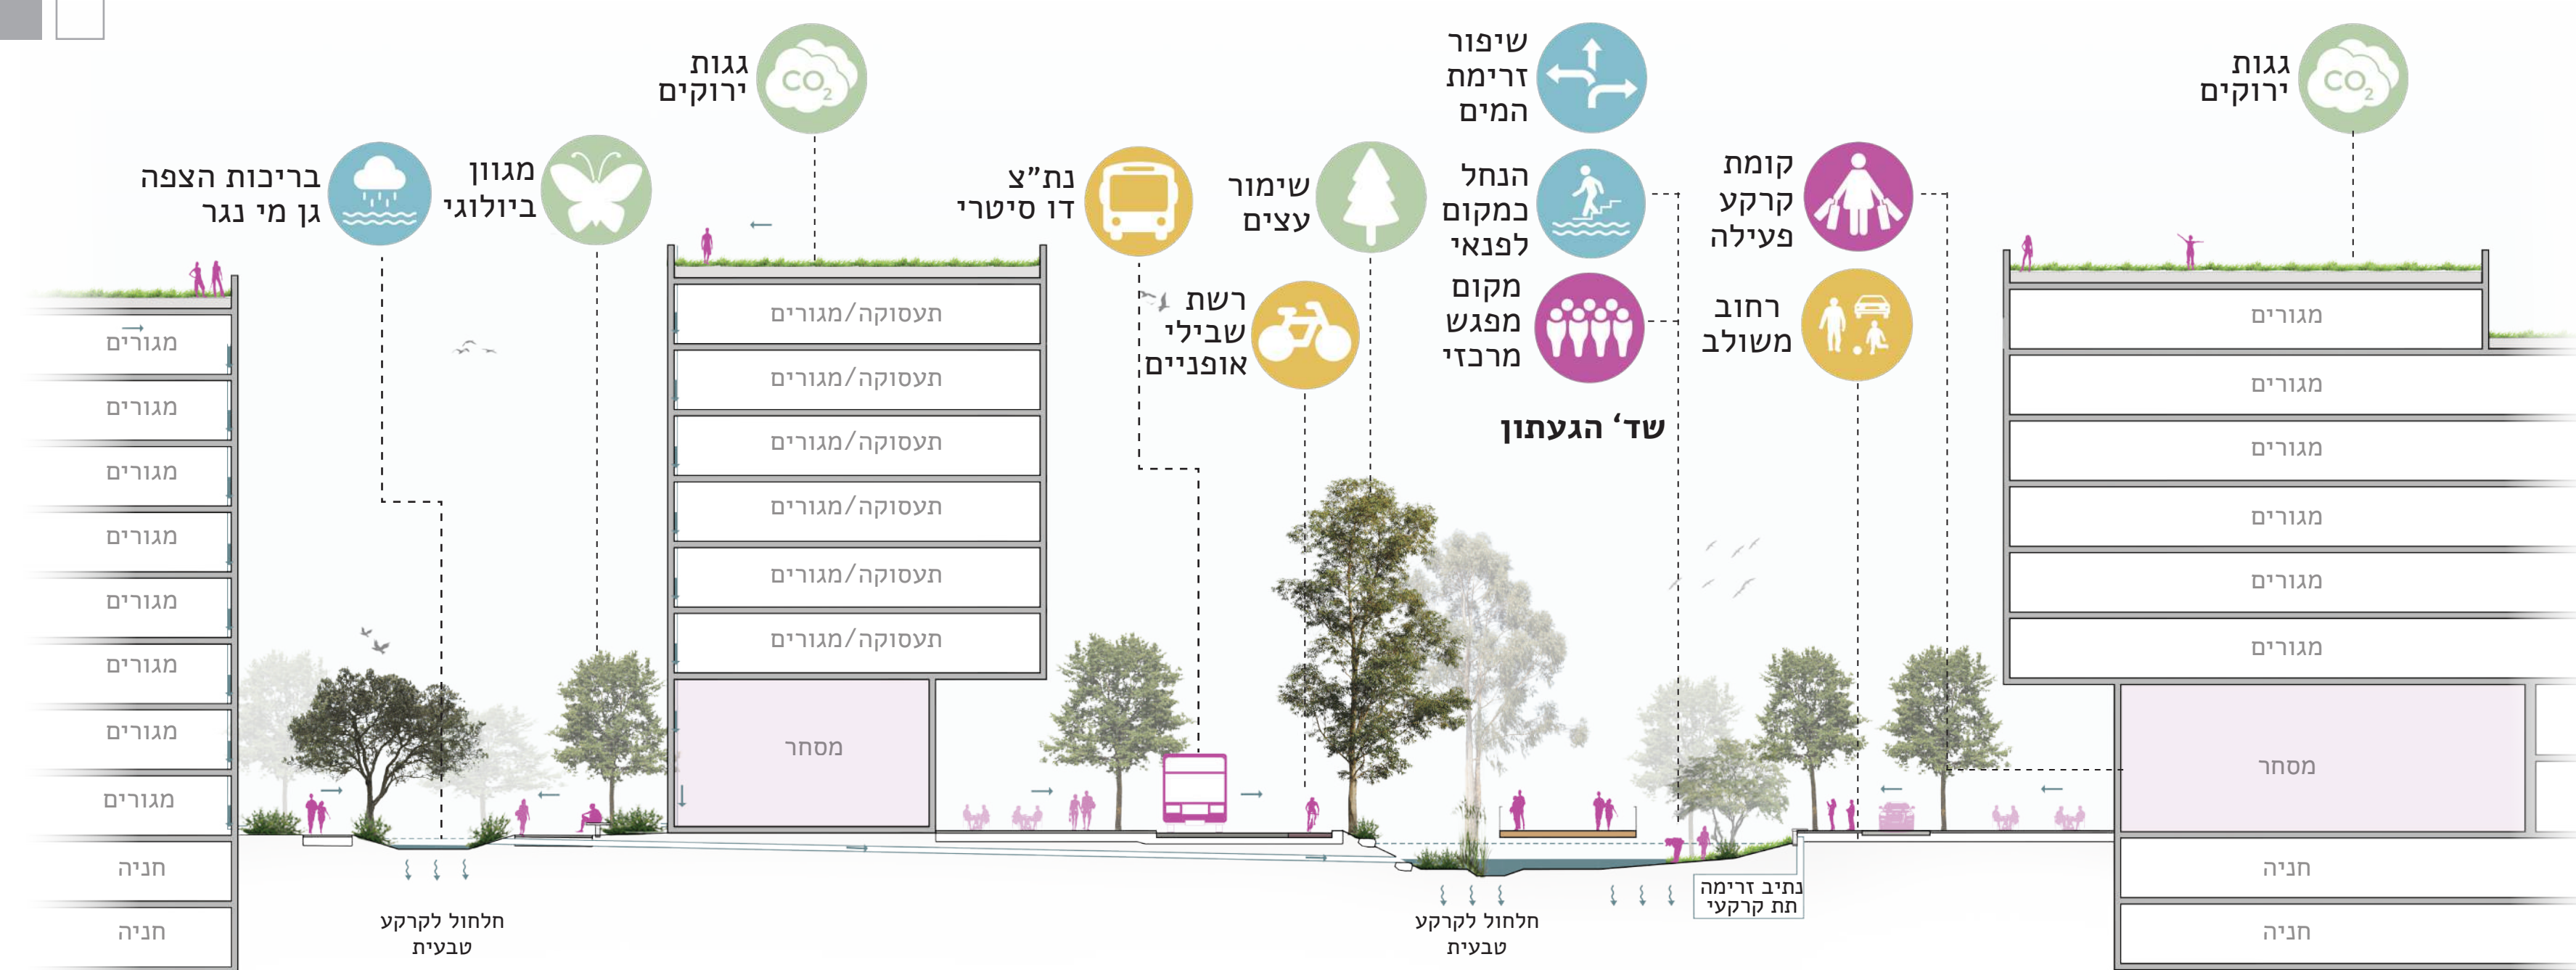 גגות
ירוקים
CO2
שיפור
זרימת
המים
גגות
ירוקים
CO2
קומת
קרקע
פעילה
הנחל
כמקום
לפנאי
שימור
עצים
נת"צ
דו סיטרי
מגוון
ביולוגי
בריכות הצפה
גן מי נגר
רחוב
משולב
מקום
מפגש
מרכזי
רשת
שבילי
אופניים
שד' הגעתון
מגורים
מגורים
מגורים
מגורים
מגורים
מגורים
מסחר
חניה
חניה
תעסוקה/מגורים
תעסוקה/מגורים
תעסוקה/מגורים
תעסוקה/מגורים
תעסוקה/מגורים
תעסוקה/מגורים
מסחר
מגורים
מגורים
מגורים
מגורים
מגורים
מגורים
מגורים
מגורים
חניה
חניה
נתיב זרימה
תת קרקעי
חלחול לקרקע
טבעית
חלחול לקרקע
טבעית